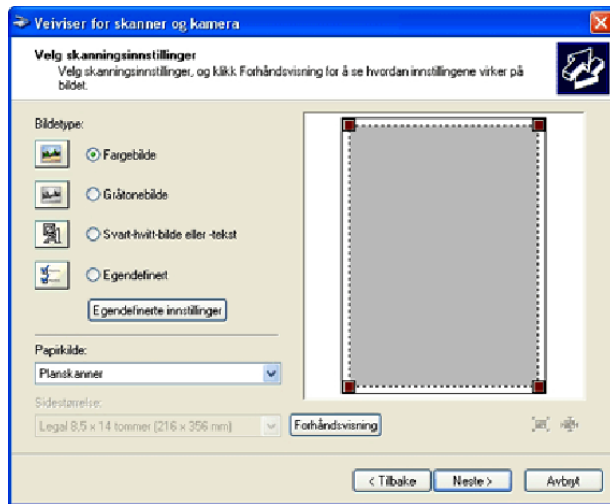 Veiviser for skanner og kamera
Velg skanningsinnstillinger
Velg skanningsinnstillinger, og klikk Forhåndsvisning for å se hvordan innstillingene virker på
bildet.
Bildetype:
Fargebilde
Gråtonebilde
Svart-hvitt-bilde eller -tekst
Egendefinert
Egendefinerte innstillinger
Papirkilde:
Planskanner
Sidestørrelse:
Legal 8,5 x 14 tommer (216 x 356 mm)
Forhåndsvisning
< Tilbake
Neste >
Avbryt